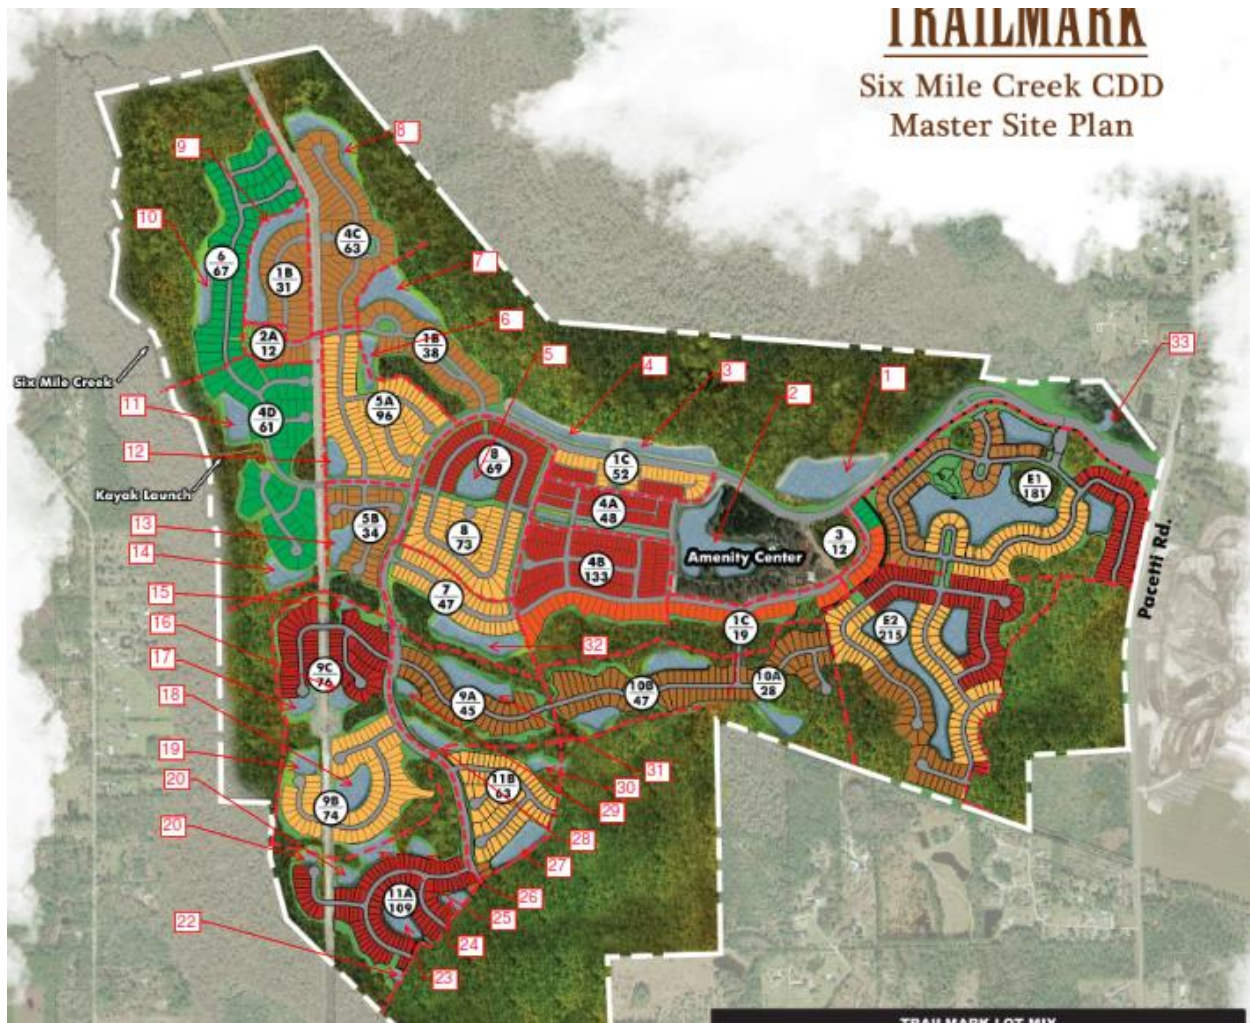 TRAILMARK
Six Mile Creek CDD
Master Site Plan
8
9
10
4C
63
6
67
7
1B
31
6
33
2A
12
1B
38
5
4
3
1
2
Six Mile Creek
11
5A
96
4D
61
12
8
69
1C
52
E1
181
Kayak Launch
4A
48
13
5B
34
8
73
3
12
Amenity Center
14
4B
133
Pacetti Rd.
15
7
47
16
1C
19
E2
215
32
17
9C
76
10A
28
18
9A
45
10B
47
19
31
20
11B
63
30
9B
74
29
20
28
27
11A
109
26
25
22
24
23
TRAILMARK LOT MIX